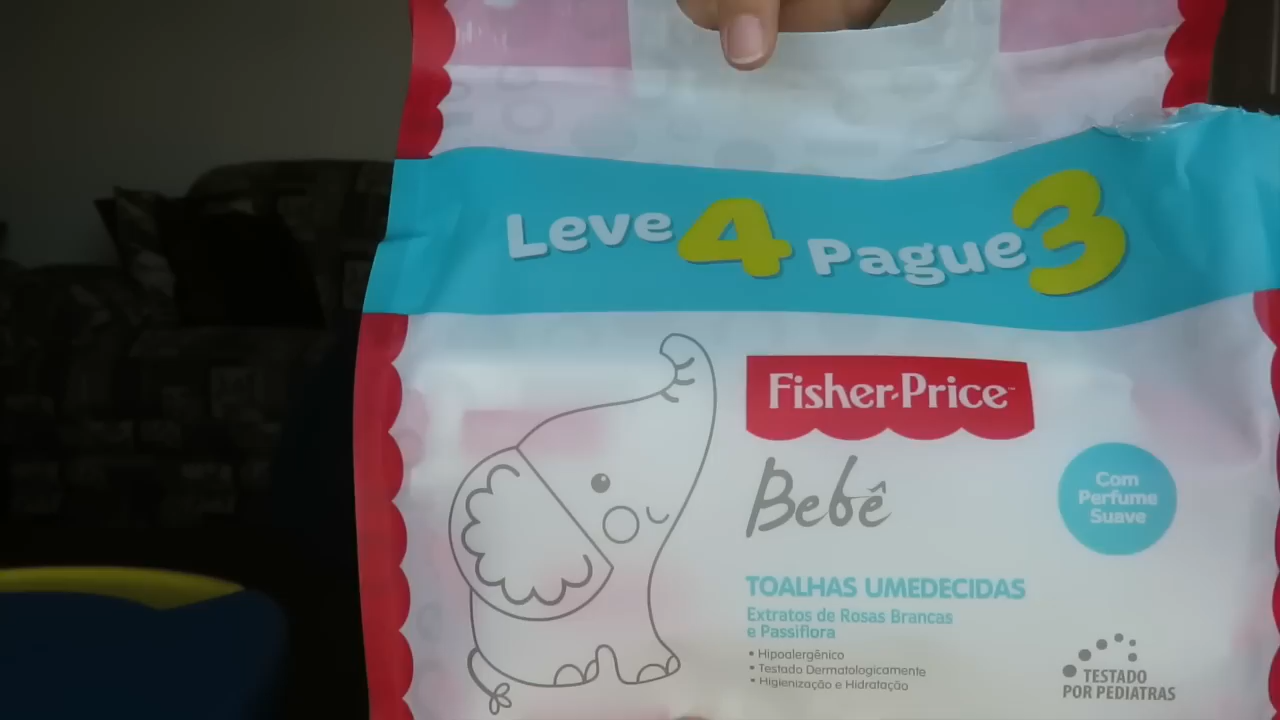 Leve 4 Pague 3
Fisher-Price™
Bebê
Com
Perfume
Suave
TOALHAS UMEDECIDAS
Extratos de Rosas Brancas
e Passiflora
• Hipoalergênico
• Testado Dermatologicamente
• Higienização e Hidratação
TESTADO
POR PEDIATRAS